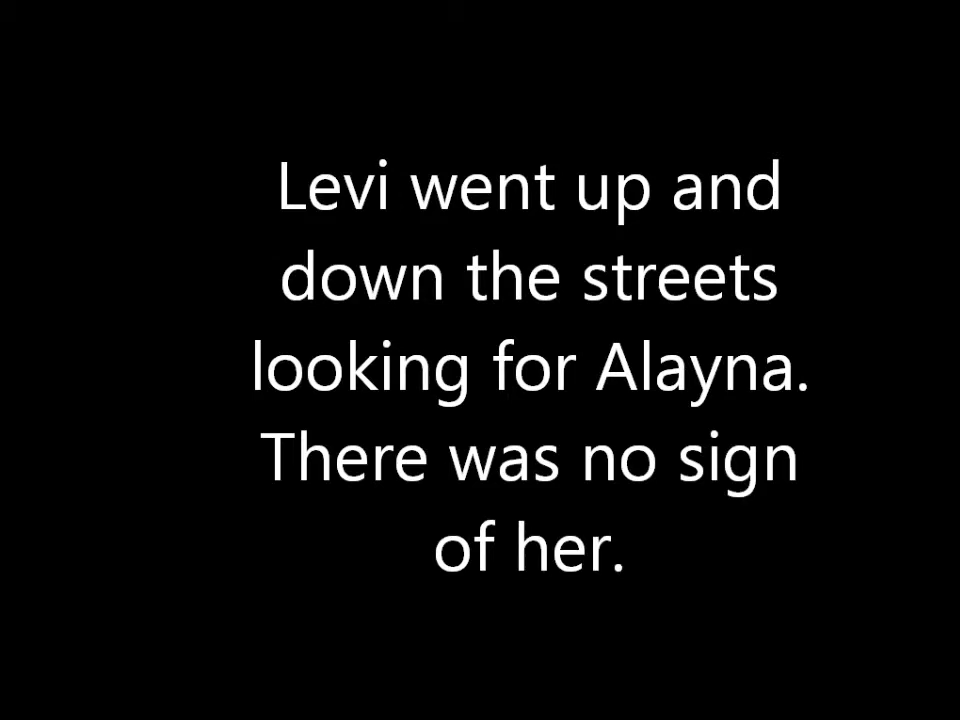 Levi went up and
down the streets
looking for Alayna.
There was no sign
of her.